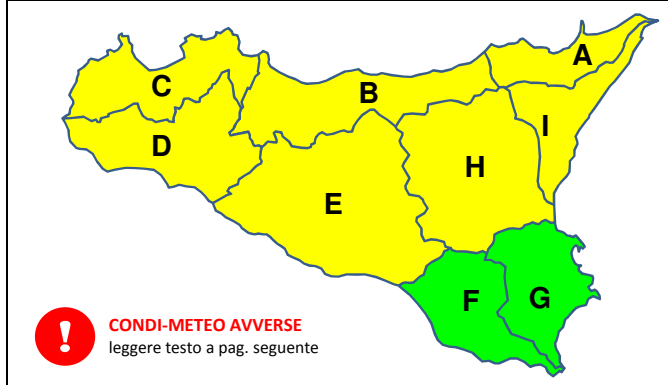 A
C
B
I
D
H
E
F
G
!
CONDI-METEO AVVERSE
leggere testo a pag. seguente